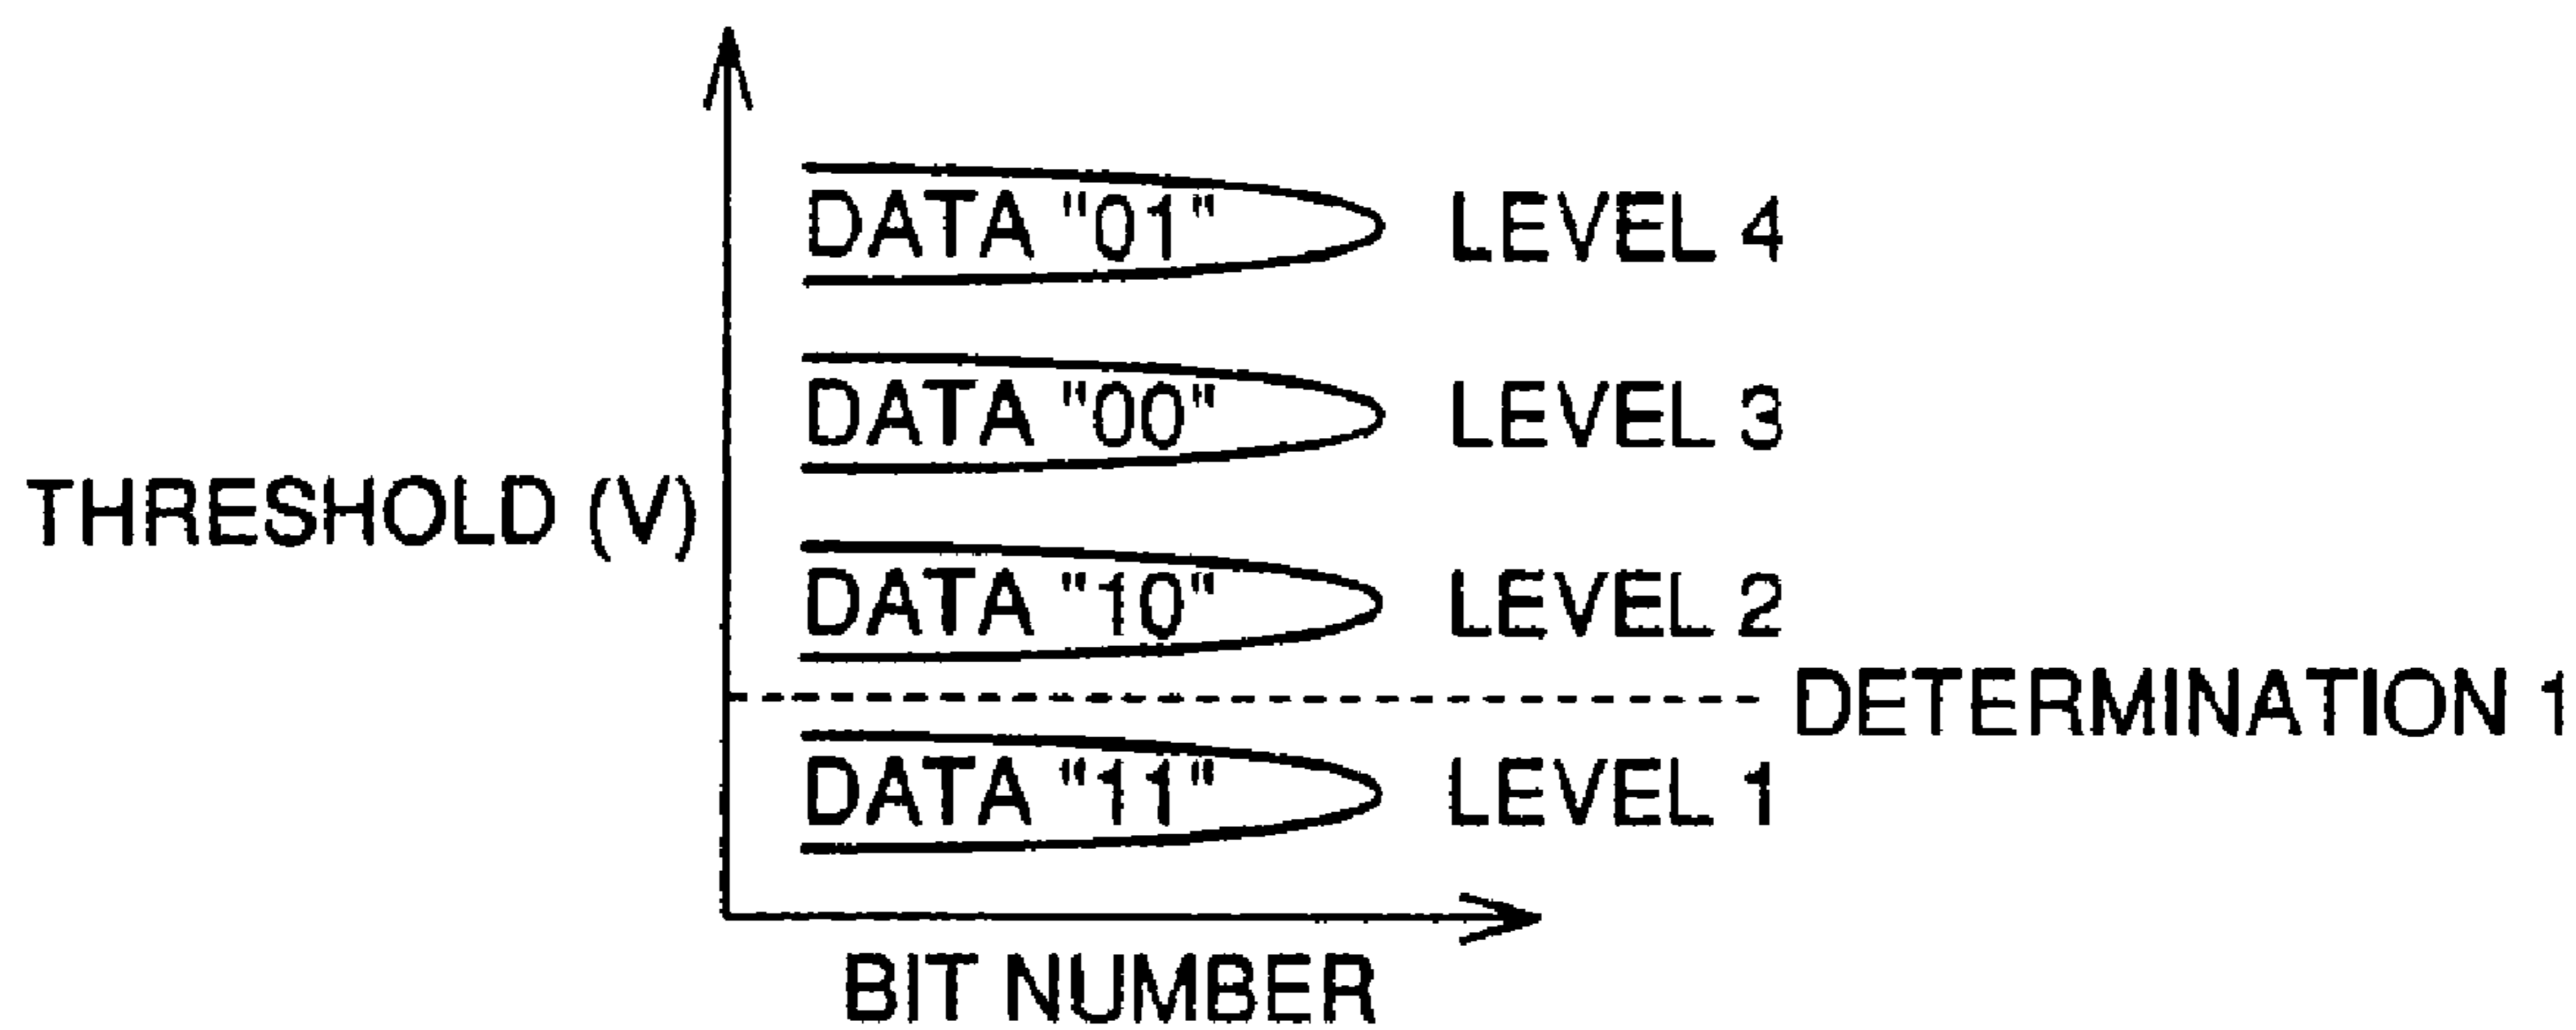 DATA "01" LEVEL 4
DATA "00" LEVEL 3
THRESHOLD (V)
DATA "10" LEVEL 2
DETERMINATION 1
DATA "11" LEVEL 1
BIT NUMBER